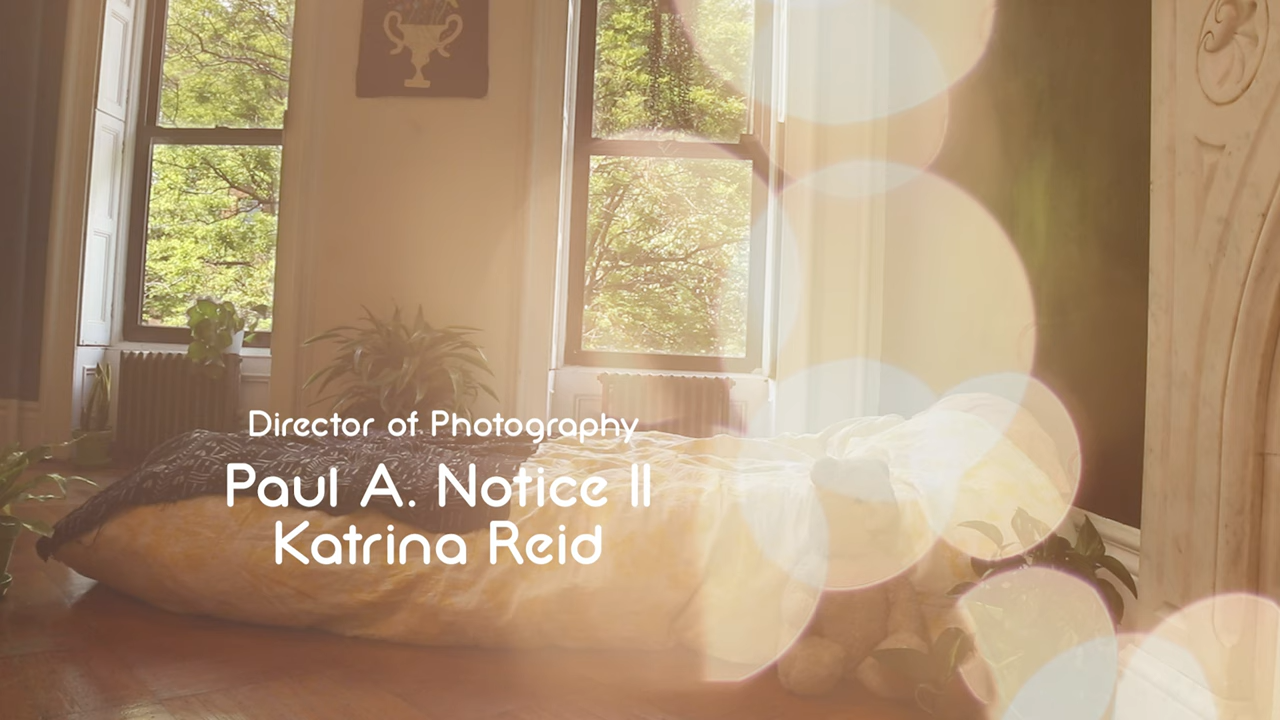 Director of Photography
Paul A. Notice II
Katrina Reid